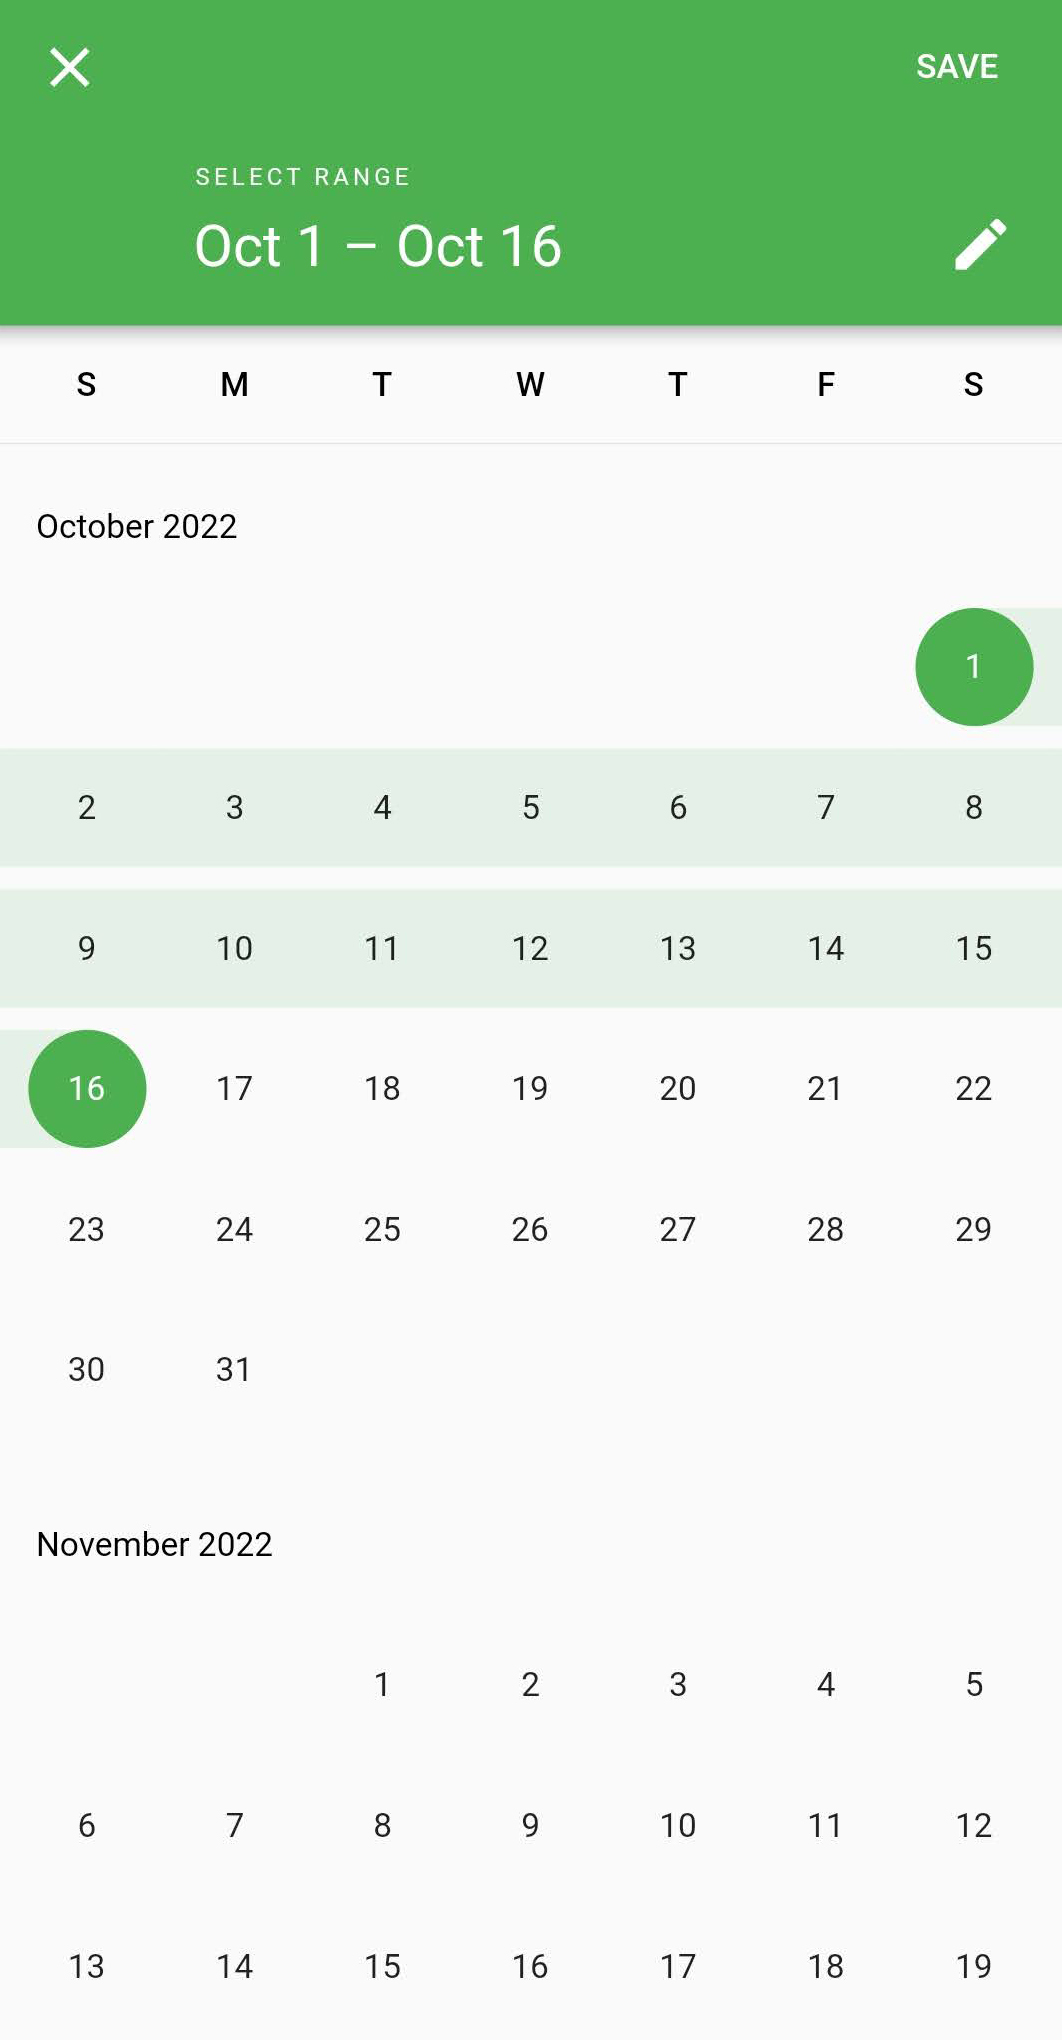 SAVE
SELECT RANGE
Oct 1 – Oct 16
S M T W T F S
October 2022
1
2 3 4 5 6 7 8
9 10 11 12 13 14 15
16 17 18 19 20 21 22
23 24 25 26 27 28 29
30 31
November 2022
1 2 3 4 5
6 7 8 9 10 11 12
13 14 15 16 17 18 19